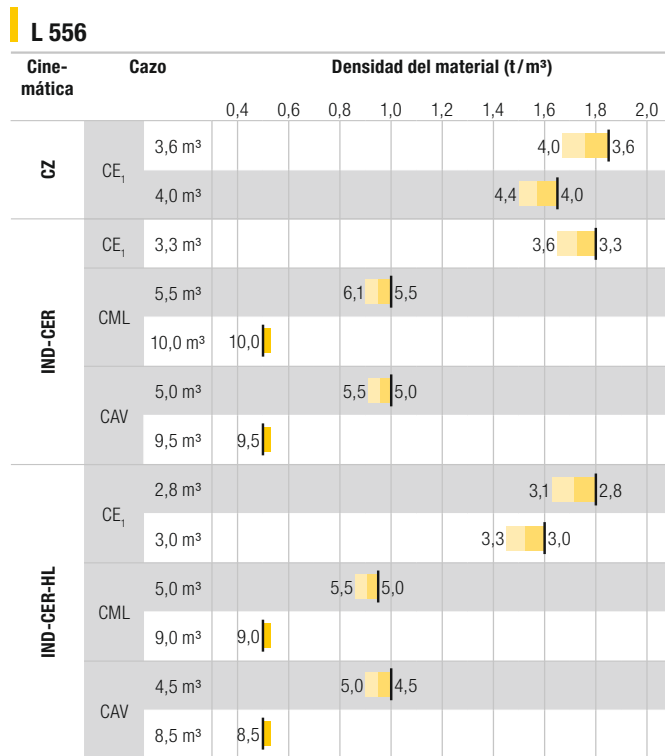 L 556
Cine-
mática
Cazo
Densidad del material (t / m³)
0,4 0,6 0,8 1,0 1,2 1,4 1,6 1,8 2,0
CZ
CE₁
3,6 m³ 4,0 3,6
4,0 m³ 4,4 4,0
IND-CER
CE₁ 3,3 m³ 3,6 3,3
CML
5,5 m³ 6,1 5,5
10,0 m³ 10,0
CAV
5,0 m³ 5,5 5,0
9,5 m³ 9,5
IND-CER-HL
CE₁
2,8 m³ 3,1 2,8
3,0 m³ 3,3 3,0
CML
5,0 m³ 5,5 5,0
9,0 m³ 9,0
CAV
4,5 m³ 5,0 4,5
8,5 m³ 8,5